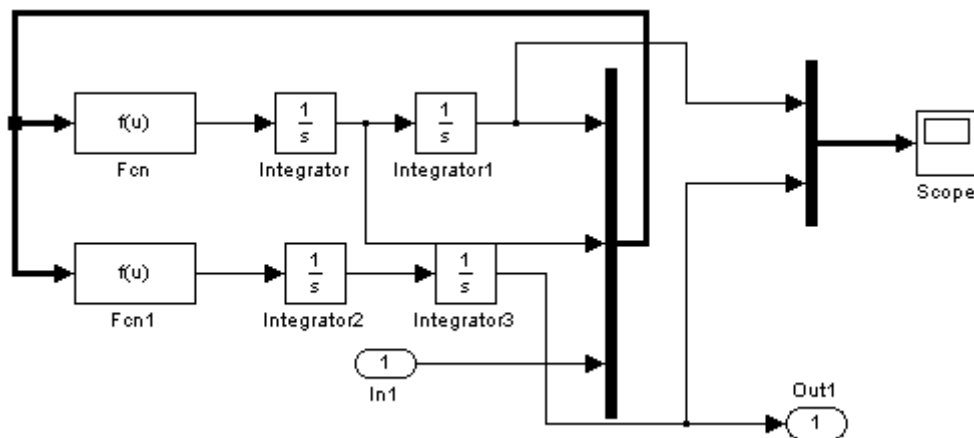 f(u)
Fcn
1
s
Integrator
1
s
Integrator1
Scope
f(u)
Fcn1
1
s
Integrator2
1
s
Integrator3
1
In1
Out1
1